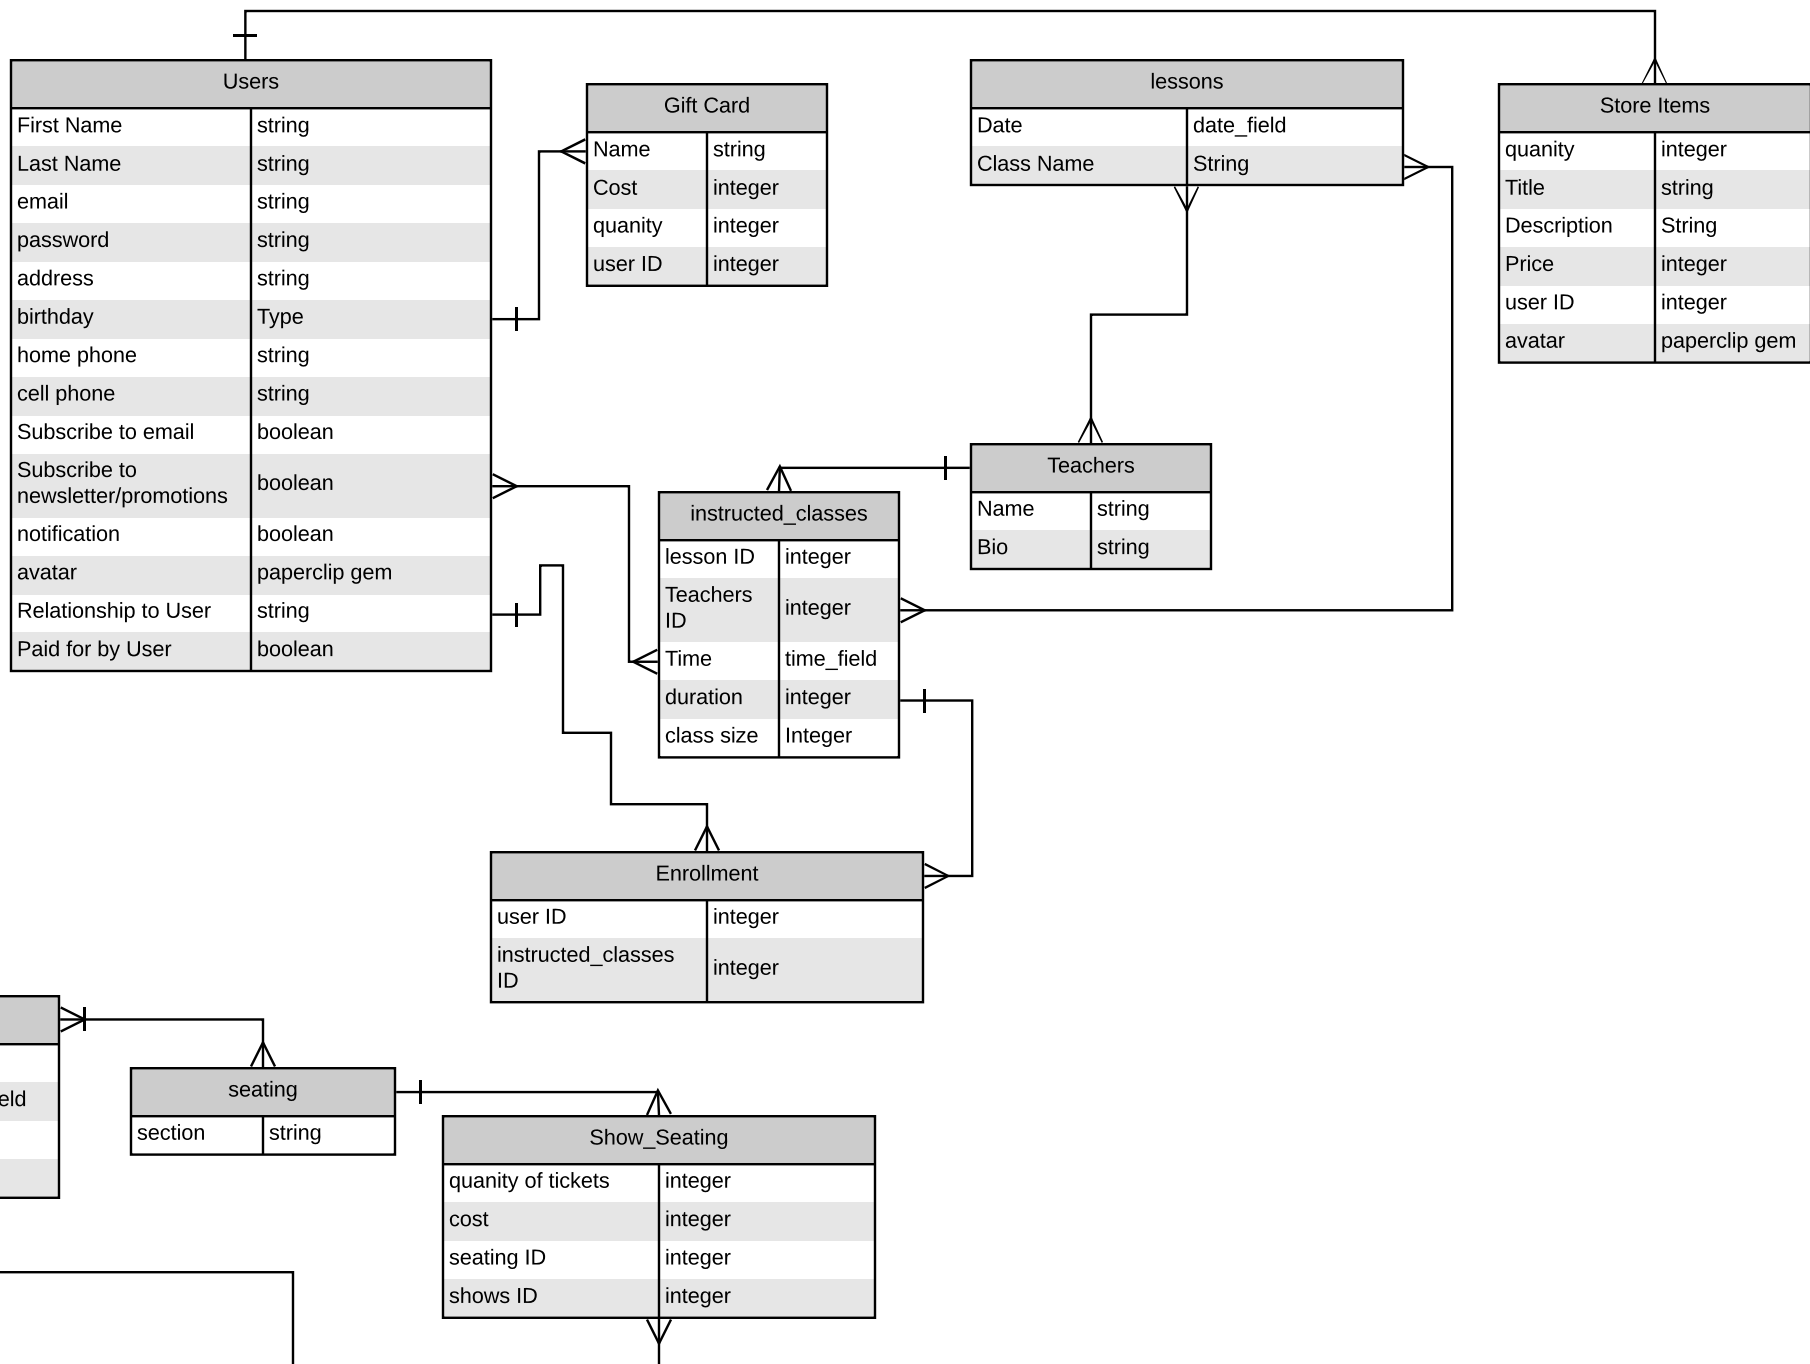 Users
First Name string
Last Name string
email string
password string
address string
birthday Type
home phone string
cell phone string
Subscribe to email boolean
Subscribe to
newsletter/promotions boolean
notification boolean
avatar paperclip gem
Relationship to User string
Paid for by User boolean
Gift Card
Name string
Cost integer
quanity integer
user ID integer
lessons
Date date_field
Class Name String
Store Items
quanity integer
Title string
Description String
Price integer
user ID integer
avatar paperclip gem
Teachers
Name string
Bio string
instructed_classes
lesson ID integer
Teachers
ID integer
Time time_field
duration integer
class size Integer
Enrollment
user ID integer
instructed_classes
ID integer
eld
seating
section string
Show_Seating
quanity of tickets integer
cost integer
seating ID integer
shows ID integer